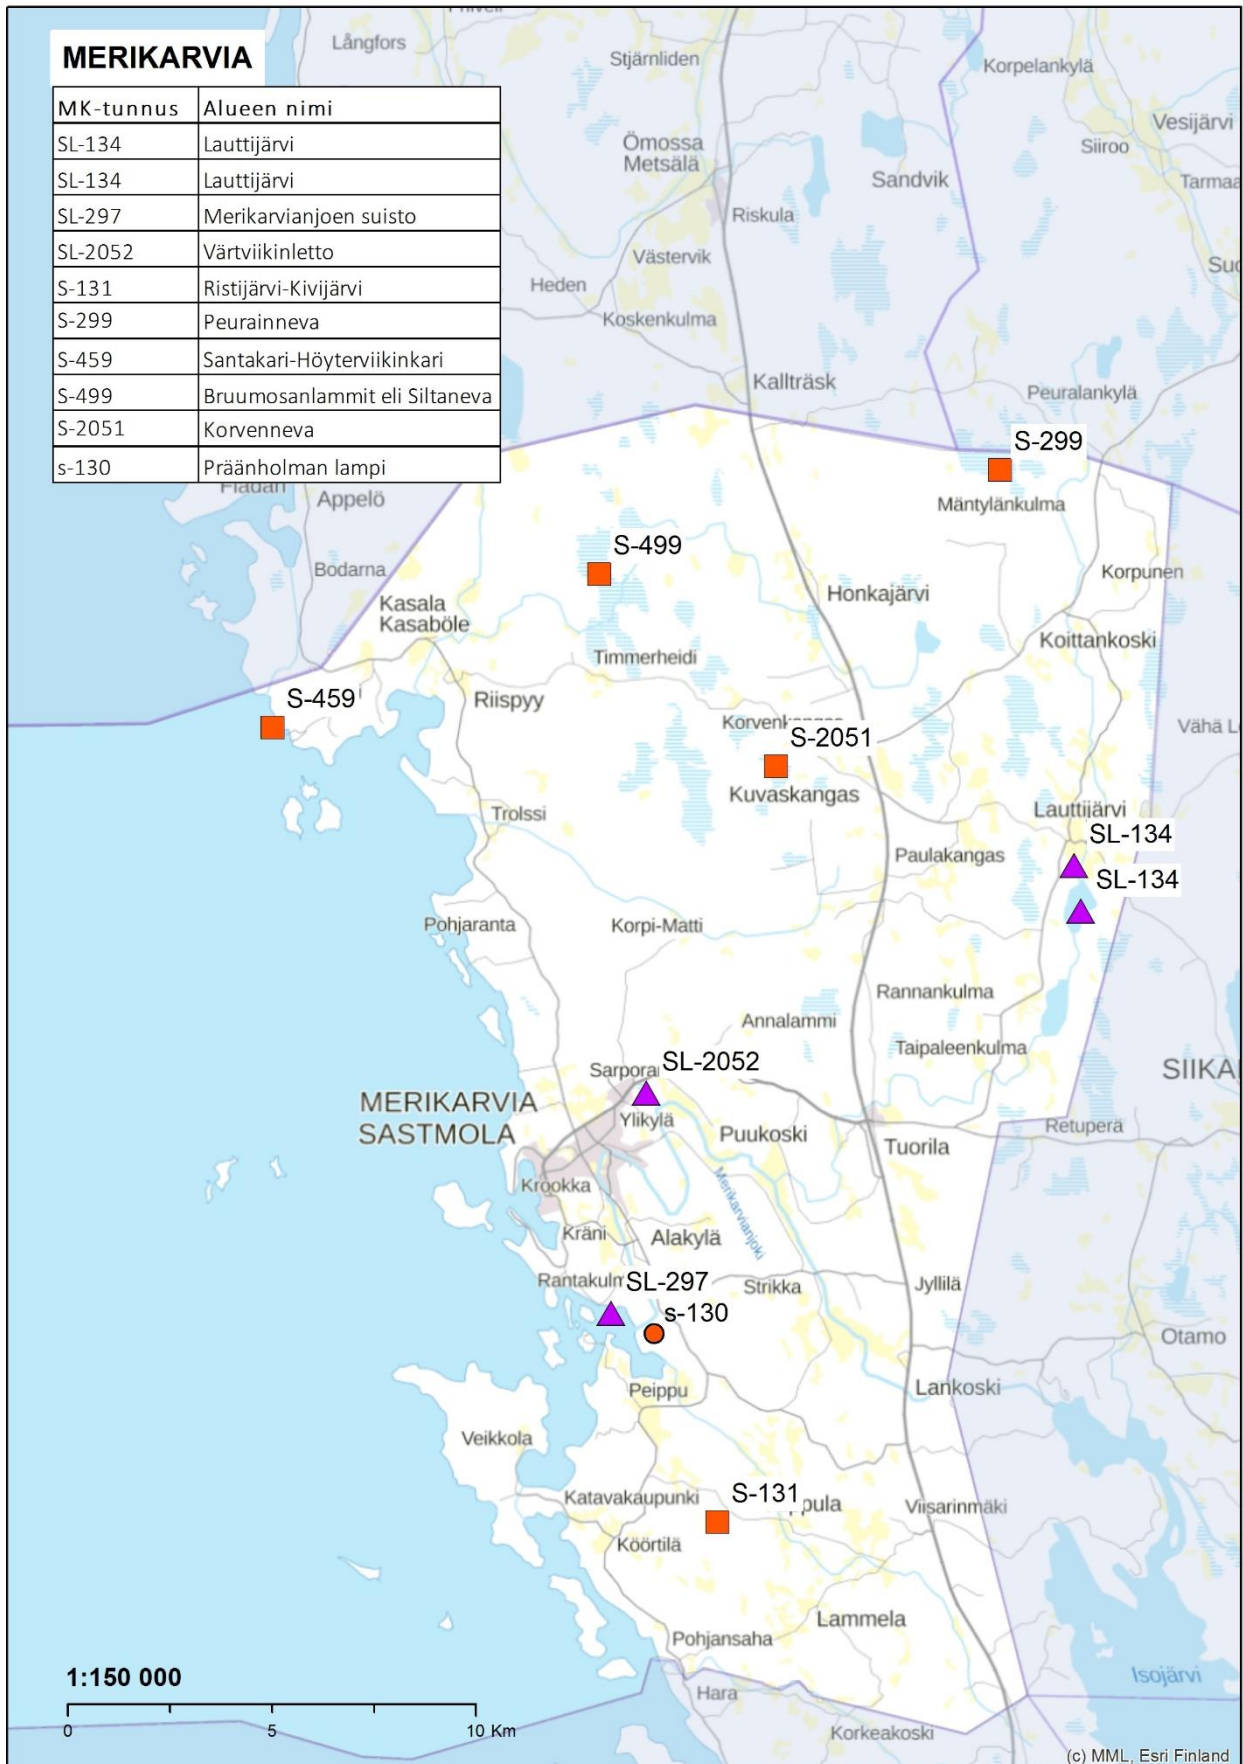 MERIKARVIA
MK-tunnus Alueen nimi
SL-134 Lauttijärvi
SL-134 Lauttijärvi
SL-297 Merikarvianjoen suisto
SL-2052 Värtviikinletto
S-131 Ristijärvi-Kivijärvi
S-299 Peurainneva
S-459 Santakari-Höyterviikinkari
S-499 Bruumosanlammit eli Siltaneva
S-2051 Korvenneva
s-130 Präänholman lampi
Långfors
Stjärnliden
Korpelankylä
Vesijärvi
Ömossa
Metsälä
Siiroo
Sandvik
Tarmaa
Riskula
Västervik
Heden
Koskenkulma
Kallträsk
Peuralankylä
S-299
Mäntylänkulma
Fladan
Appelö
S-499
Bodarna
Korpunen
Kasala
Kasaböle
Honkajärvi
Koittankoski
Timmerheidi
S-459
Riispyy
S-2051
Vähä
Kuvaskangas
Trolssi
Lauttijärvi
SL-134
Paulakangas
SL-134
Pohjaranta
Korpi-Matti
Rannankulma
Annalammi
Taipaleenkulma
SL-2052
SIIKA
MERIKARVIA
SASTMOLA
Ylikylä
Puukoski
Tuorila
Retuperä
Krookka
Merikarvianjoki
Kräni
Alakylä
SL-297
Strikka
Jyllilä
s-130
Otamo
Peippu
Lankoski
Veikkola
Katavakaupunki
S-131
ppula
Viisarinmäki
Köörtilä
Lammela
Pohjansaha
1:150 000
Isojärvi
Hara
0 5 10 Km
Korkeakoski
(c) MML, Esri Finland